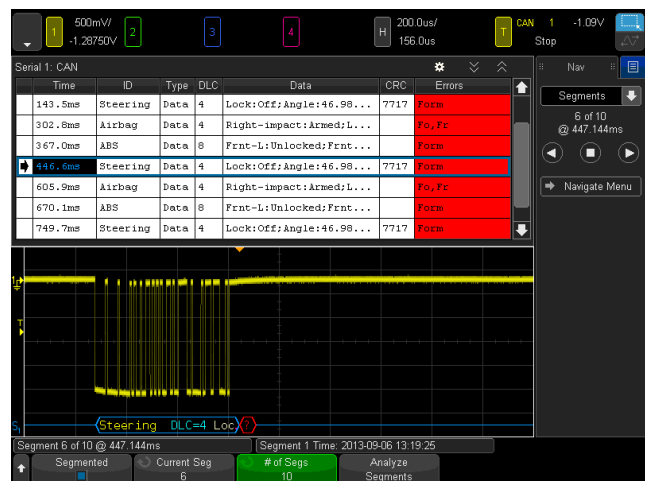 1 500mV/ 2 3 4 H 200.0us/ T CAN 1 -1.09V
-1.28750V 156.0us Stop
Serial 1: CAN Nav
Time ID Type DLC Data CRC Errors
143.5ms Steering Data 4 Lock:Off;Angle:46.98... 7717 Form
302.8ms Airbag Data 4 Right-impact:Armed;L... Fo,Fr
367.0ms ABS Data 8 Frnt-L:Unlocked;Frnt... Form
446.6ms Steering Data 4 Lock:Off;Angle:46.98... 7717 Form
605.9ms Airbag Data 4 Right-impact:Armed;L... Fo,Fr
670.1ms ABS Data 8 Frnt-L:Unlocked;Frnt... Form
749.7ms Steering Data 4 Lock:Off;Angle:46.98... 7717 Form
Segments
6 of 10
@ 447.144ms
Navigate Menu
1
T
S1 Steering DLC=4 Loc ?
Segment 6 of 10 @ 447.144ms Segment 1 Time: 2013-09-06 13:19:25
Segmented Current Seg # of Segs Analyze
6 10 Segments